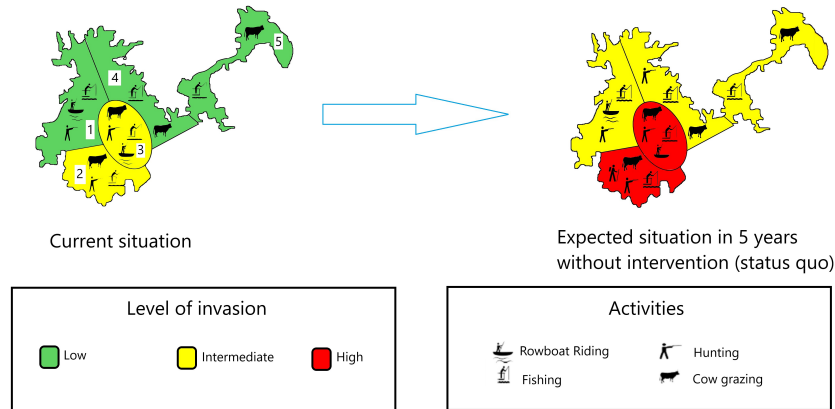 4
5
1
3
2
Current situation
Expected situation in 5 years
without intervention (status quo)
Level of invasion
Low
Intermediate
High
Activities
Rowboat Riding
Hunting
Fishing
Cow grazing